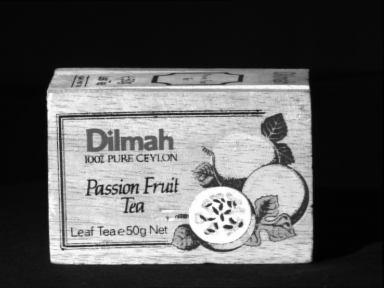 Dilmah
100% PURE CEYLON
Passion Fruit
Tea
Leaf Tea e 50g Net